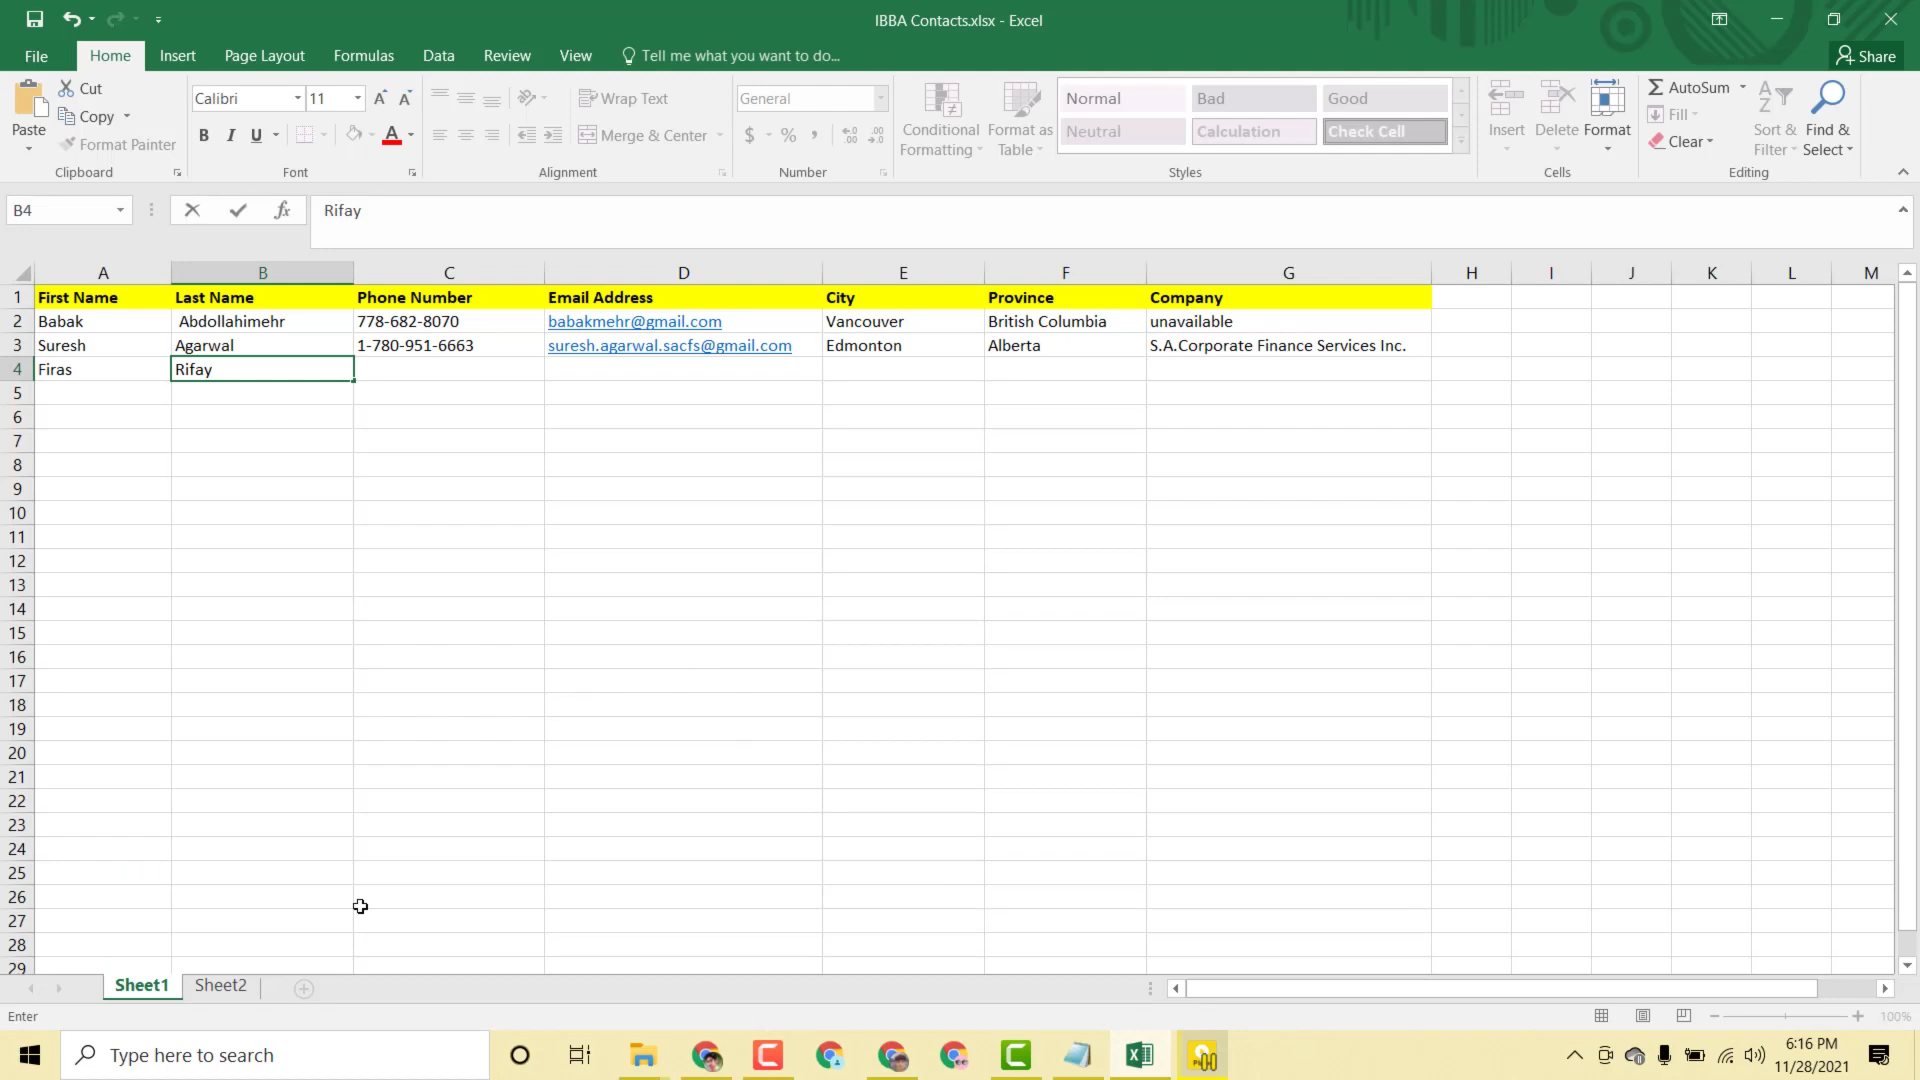 IBBA Contacts.xlsx - Excel
File Home Insert Page Layout Formulas Data Review View Tell me what you want to do... Share
Paste Cut Copy Format Painter Clipboard
Calibri 11 A A B I U A Font
Wrap Text Merge & Center Alignment
General $ % , Number
Conditional Formatting Format as Table
Normal Bad Good
Neutral Calculation Check Cell
Styles
Insert Delete Format Cells
AutoSum Fill Clear Sort & Filter Find & Select Editing
B4 fx Rifay
A B C D E F G H I J K L M
1 First Name Last Name Phone Number Email Address City Province Company
2 Babak Abdollahimehr 778-682-8070 babakmehr@gmail.com Vancouver British Columbia unavailable
3 Suresh Agarwal 1-780-951-6663 suresh.agarwal.sacfs@gmail.com Edmonton Alberta S.A.Corporate Finance Services Inc.
4 Firas Rifay
5
6
7
8
9
10
11
12
13
14
15
16
17
18
19
20
21
22
23
24
25
26
27
28
29
Sheet1 Sheet2
Enter 100%
Type here to search
6:16 PM
11/28/2021